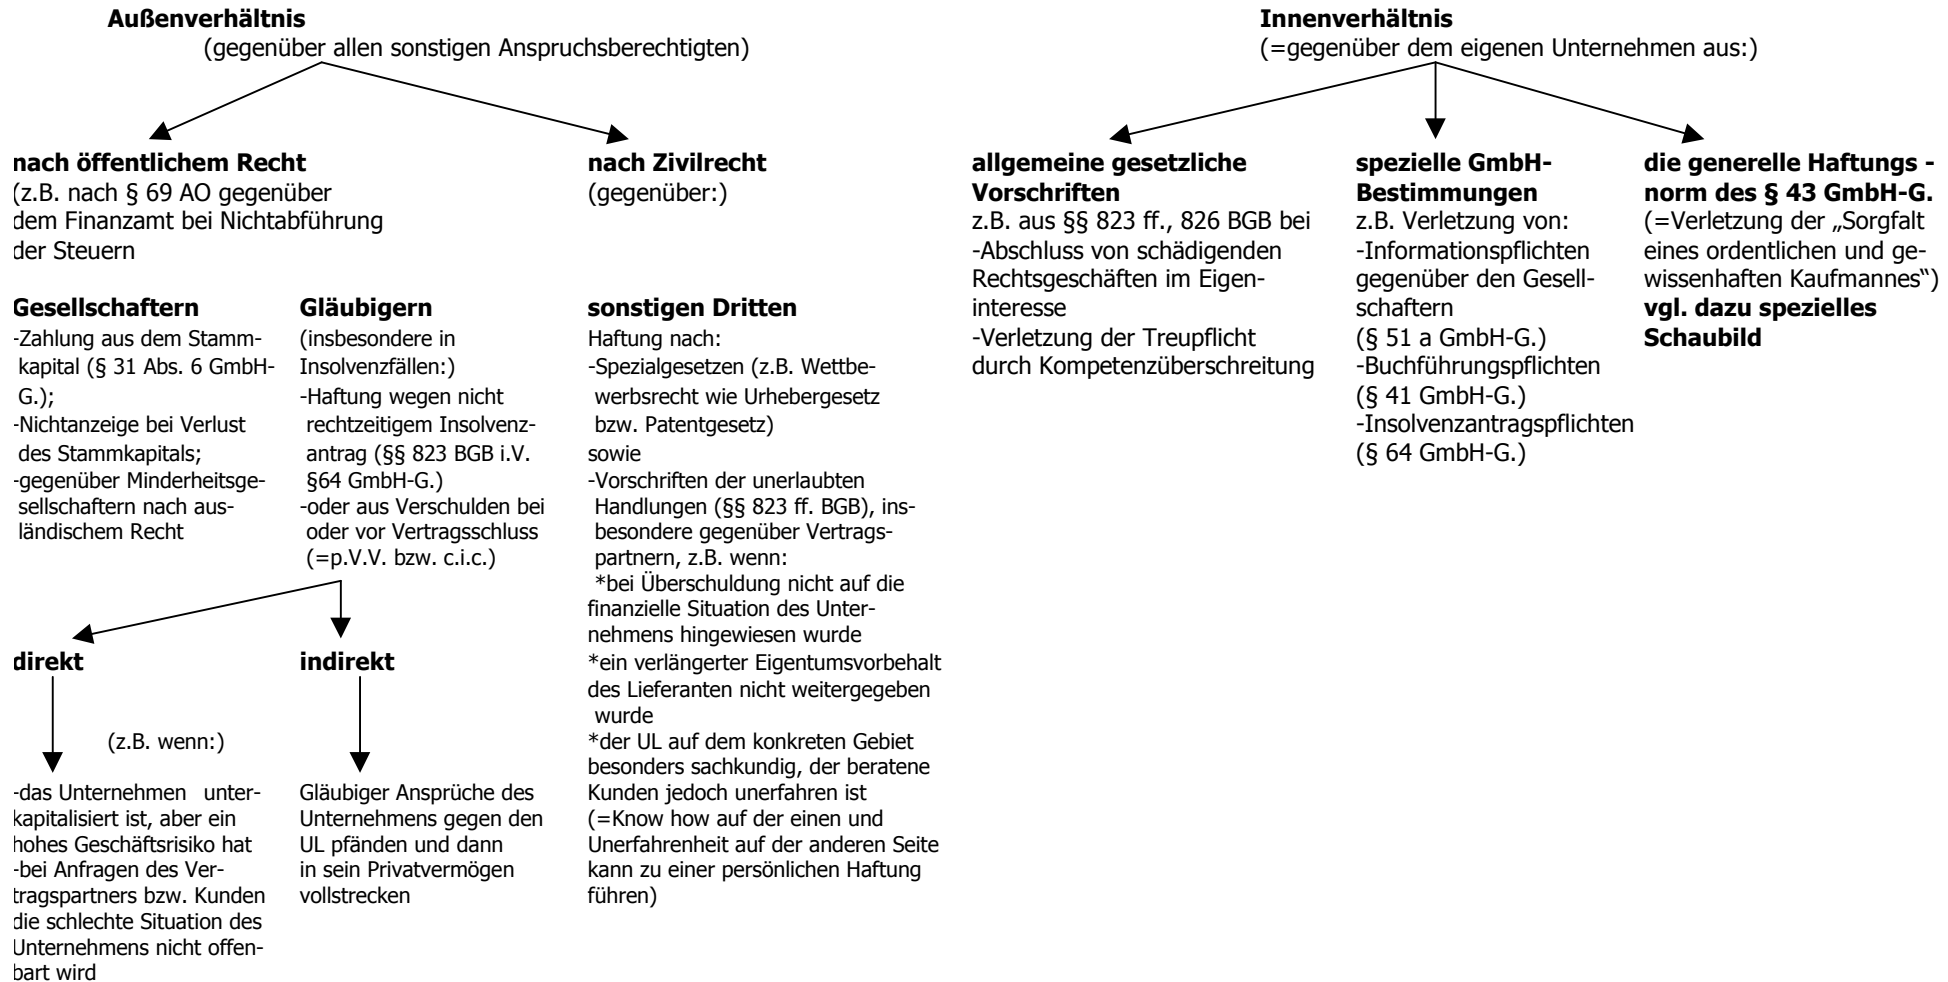 Außenverhältnis
(gegenüber allen sonstigen Anspruchsberechtigten)
nach öffentlichem Recht
(z.B. nach § 69 AO gegenüber
dem Finanzamt bei Nichtabführung
der Steuern
nach Zivilrecht
(gegenüber:)
Gesellschaftern
-Zahlung aus dem Stamm-
kapital (§ 31 Abs. 6 GmbH-
G.);
-Nichtanzeige bei Verlust
des Stammkapitals;
-gegenüber Minderheitsge-
sellschaftern nach aus-
ländischem Recht
Gläubigern
(insbesondere in
Insolvenzfällen:)
-Haftung wegen nicht
rechtzeitigem Insolvenz-
antrag (§§ 823 BGB i.V.
§64 GmbH-G.)
-oder aus Verschulden bei
oder vor Vertragsschluss
(=p.V.V. bzw. c.i.c.)
direkt
indirekt
(z.B. wenn:)
-das Unternehmen unter-
kapitalisiert ist, aber ein
hohes Geschäftsrisiko hat
-bei Anfragen des Ver-
tragspartners bzw. Kunden
die schlechte Situation des
Unternehmens nicht offen-
bart wird
Gläubiger Ansprüche des
Unternehmens gegen den
UL pfänden und dann
in sein Privatvermögen
vollstrecken
sonstigen Dritten
Haftung nach:
-Spezialgesetzen (z.B. Wettbe-
werbsrecht wie Urhebergesetz
bzw. Patentgesetz)
sowie
-Vorschriften der unerlaubten
Handlungen (§§ 823 ff. BGB), ins-
besondere gegenüber Vertrags-
partnern, z.B. wenn:
*bei Überschuldung nicht auf die
finanzielle Situation des Unter-
nehmens hingewiesen wurde
*ein verlängerter Eigentumsvorbehalt
des Lieferanten nicht weitergegeben
wurde
*der UL auf dem konkreten Gebiet
besonders sachkundig, der beratene
Kunden jedoch unerfahren ist
(=Know how auf der einen und
Unerfahrenheit auf der anderen Seite
kann zu einer persönlichen Haftung
führen)
Innenverhältnis
(=gegenüber dem eigenen Unternehmen aus:)
allgemeine gesetzliche
Vorschriften
z.B. aus §§ 823 ff., 826 BGB bei
-Abschluss von schädigenden
Rechtsgeschäften im Eigen-
interesse
-Verletzung der Treupflicht
durch Kompetenzüberschreitung
spezielle GmbH-
Bestimmungen
z.B. Verletzung von:
-Informationspflichten
gegenüber den Gesell-
schaftern
(§ 51 a GmbH-G.)
-Buchführungspflichten
(§ 41 GmbH-G.)
-Insolvenzantragspflichten
(§ 64 GmbH-G.)
die generelle Haftungs -
norm des § 43 GmbH-G.
(=Verletzung der „Sorgfalt
eines ordentlichen und ge-
wissenhaften Kaufmannes“)
vgl. dazu spezielles
Schaubild